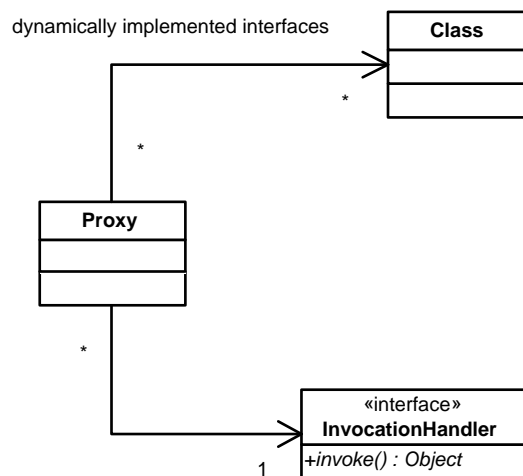 dynamically implemented interfaces
Class
*
*
Proxy
*
«interface»
InvocationHandler
1
+invoke() : Object